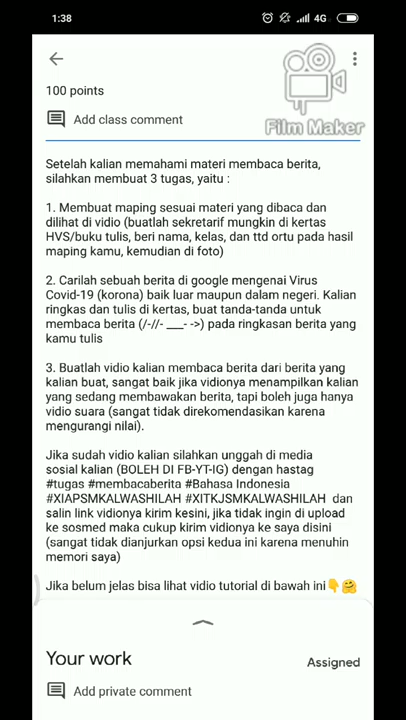 1:38
4G
100 points
Add class comment
Film Maker
Setelah kalian memahami materi membaca berita,
silahkan membuat 3 tugas, yaitu :
1. Membuat maping sesuai materi yang dibaca dan
dilihat di vidio (buatlah sekretarif mungkin di kertas
HVS/buku tulis, beri nama, kelas, dan ttd ortu pada hasil
maping kamu, kemudian di foto)
2. Carilah sebuah berita di google mengenai Virus
Covid-19 (korona) baik luar maupun dalam negeri. Kalian
ringkas dan tulis di kertas, buat tanda-tanda untuk
membaca berita (/-//- ___- ->) pada ringkasan berita yang
kamu tulis
3. Buatlah vidio kalian membaca berita dari berita yang
kalian buat, sangat baik jika vidionya menampilkan kalian
yang sedang membawakan berita, tapi boleh juga hanya
vidio suara (sangat tidak direkomendasikan karena
mengurangi nilai).
Jika sudah vidio kalian silahkan unggah di media
sosial kalian (BOLEH DI FB-YT-IG) dengan hastag
#tugas #membacaberita #Bahasa Indonesia
#XIAPSMKALWASHILAH #XITKJSMKALWASHILAH dan
salin link vidionya kirim kesini, jika tidak ingin di upload
ke sosmed maka cukup kirim vidionya ke saya disini
(sangat tidak dianjurkan opsi kedua ini karena menuhin
memori saya)
Jika belum jelas bisa lihat vidio tutorial di bawah ini👇🤗
Your work
Assigned
Add private comment